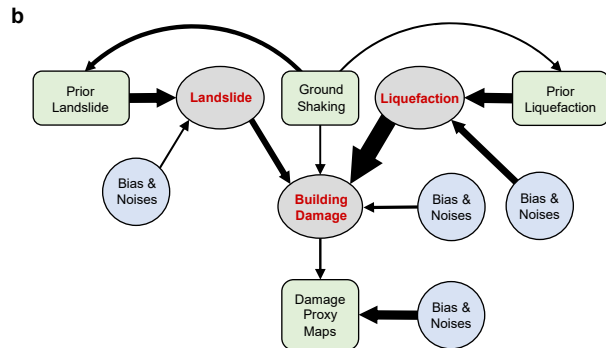 b
Prior
Landslide
Landslide
Ground
Shaking
Liquefaction
Prior
Liquefaction
Bias &
Noises
Building
Damage
Bias &
Noises
Bias &
Noises
Damage
Proxy
Maps
Bias &
Noises